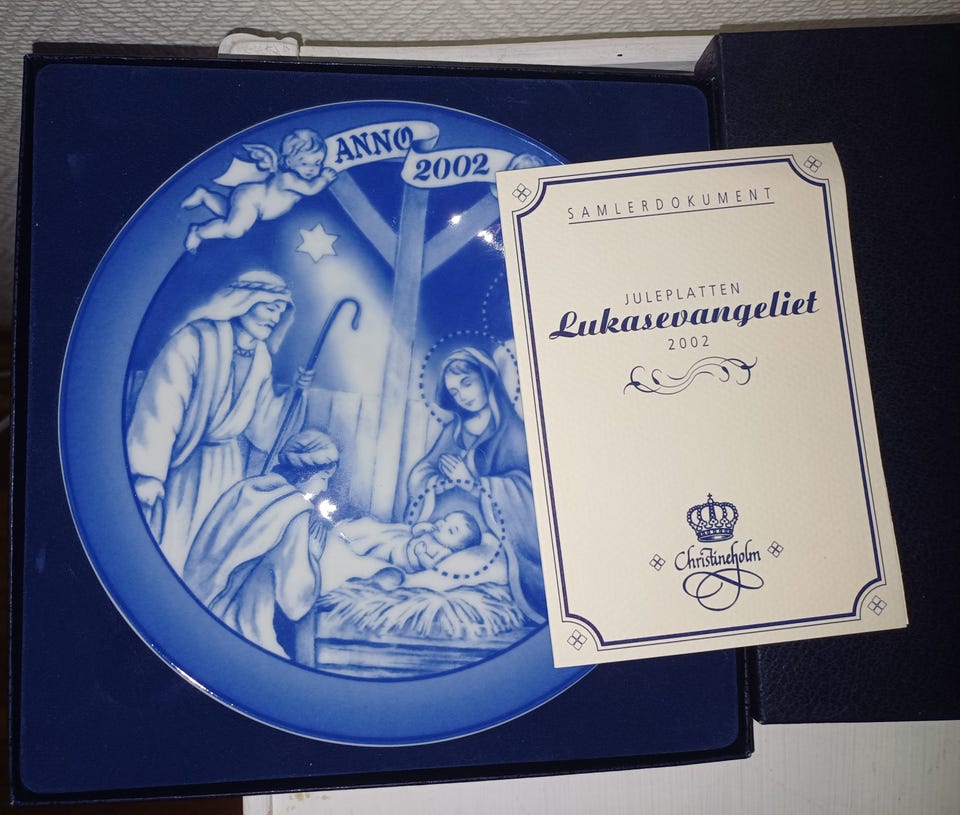 ANNO
2002
SAMLERDOKUMENT
JULEPLATTEN
Lukasevangeliet
2002
Christineholm